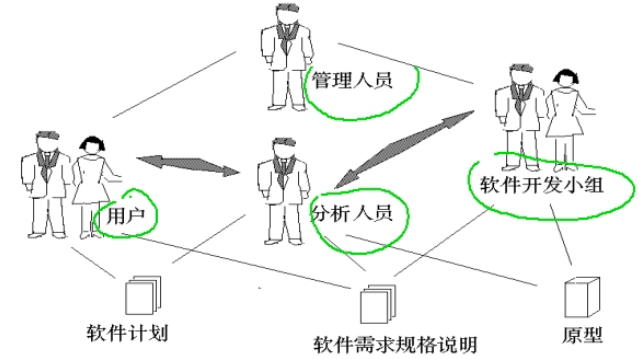 管理人员
软件开发小组
用户
分析人员
软件计划
软件需求规格说明
原型